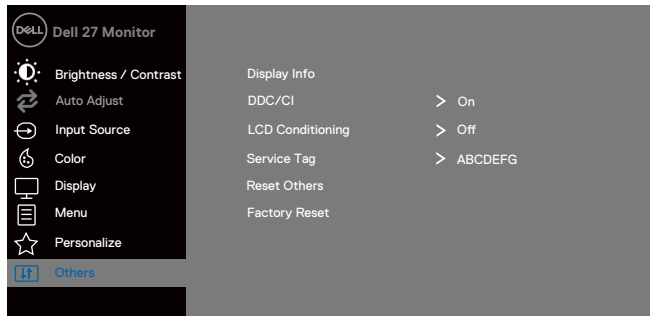 DELL Dell 27 Monitor
Brightness / Contrast Display Info
Auto Adjust DDC/CI > On
Input Source LCD Conditioning > Off
Color Service Tag > ABCDEFG
Display Reset Others
Menu Factory Reset
Personalize
Others